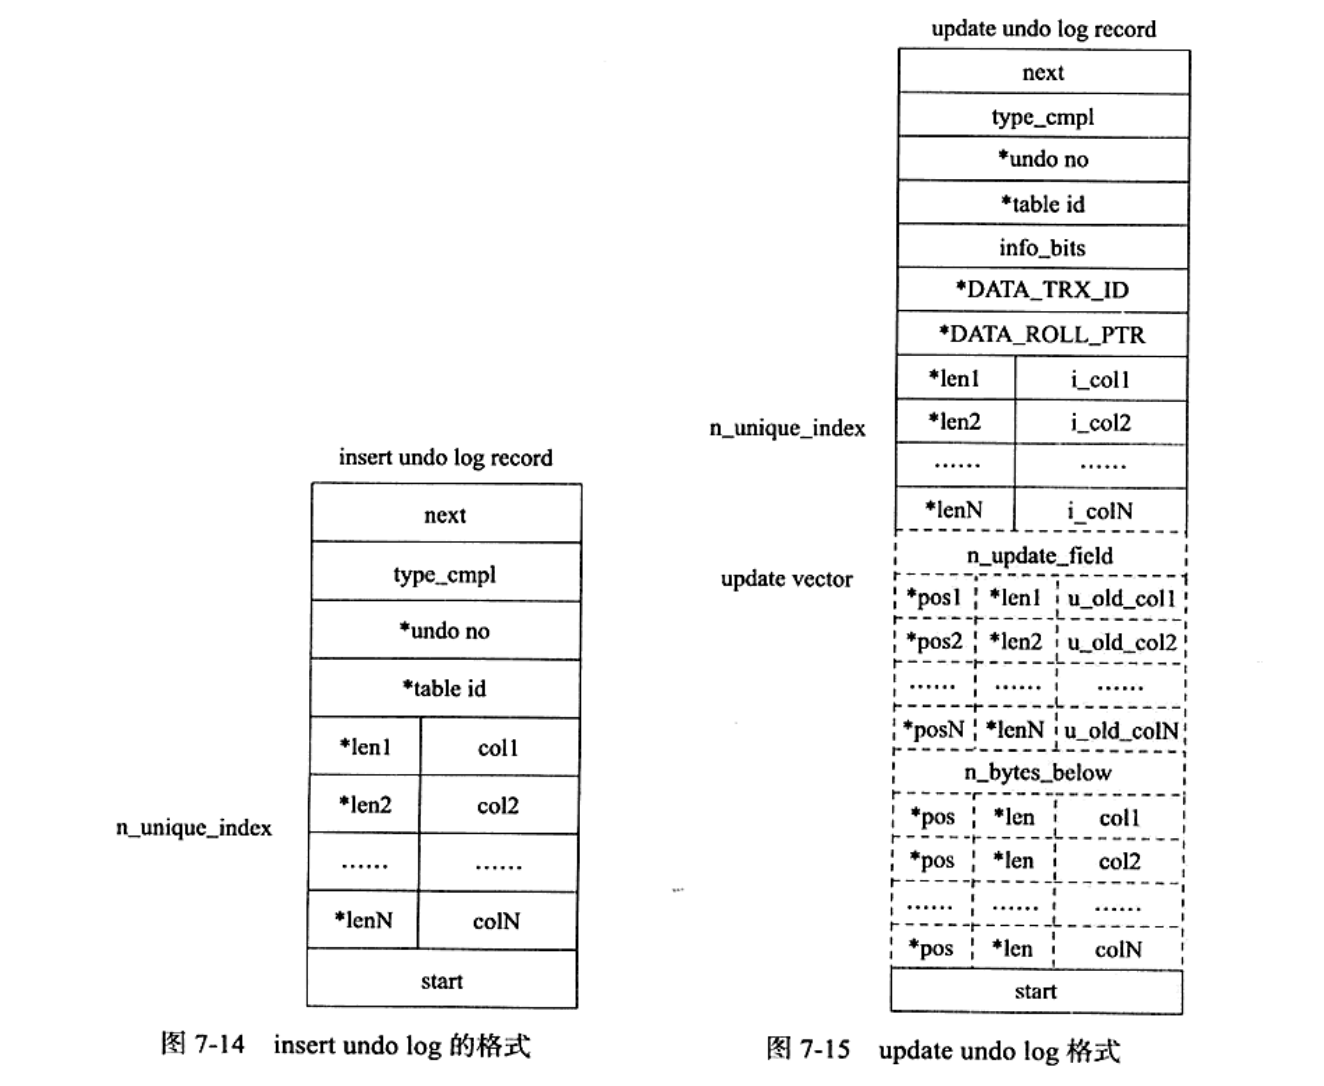 insert undo log record
next
type_cmpl
*undo no
*table id
*len1 col1
*len2 col2
n_unique_index
...... ......
*lenN colN
start
图 7-14 insert undo log 的格式
update undo log record
next
type_cmpl
*undo no
*table id
info_bits
*DATA_TRX_ID
*DATA_ROLL_PTR
*len1 i_col1
n_unique_index
*len2 i_col2
...... ......
*lenN i_colN
n_update_field
update vector
*pos1 *len1 u_old_col1
*pos2 *len2 u_old_col2
...... ...... ......
*posN *lenN u_old_colN
n_bytes_below
*pos *len col1
*pos *len col2
...... ...... ......
*pos *len colN
start
图 7-15 update undo log 格式